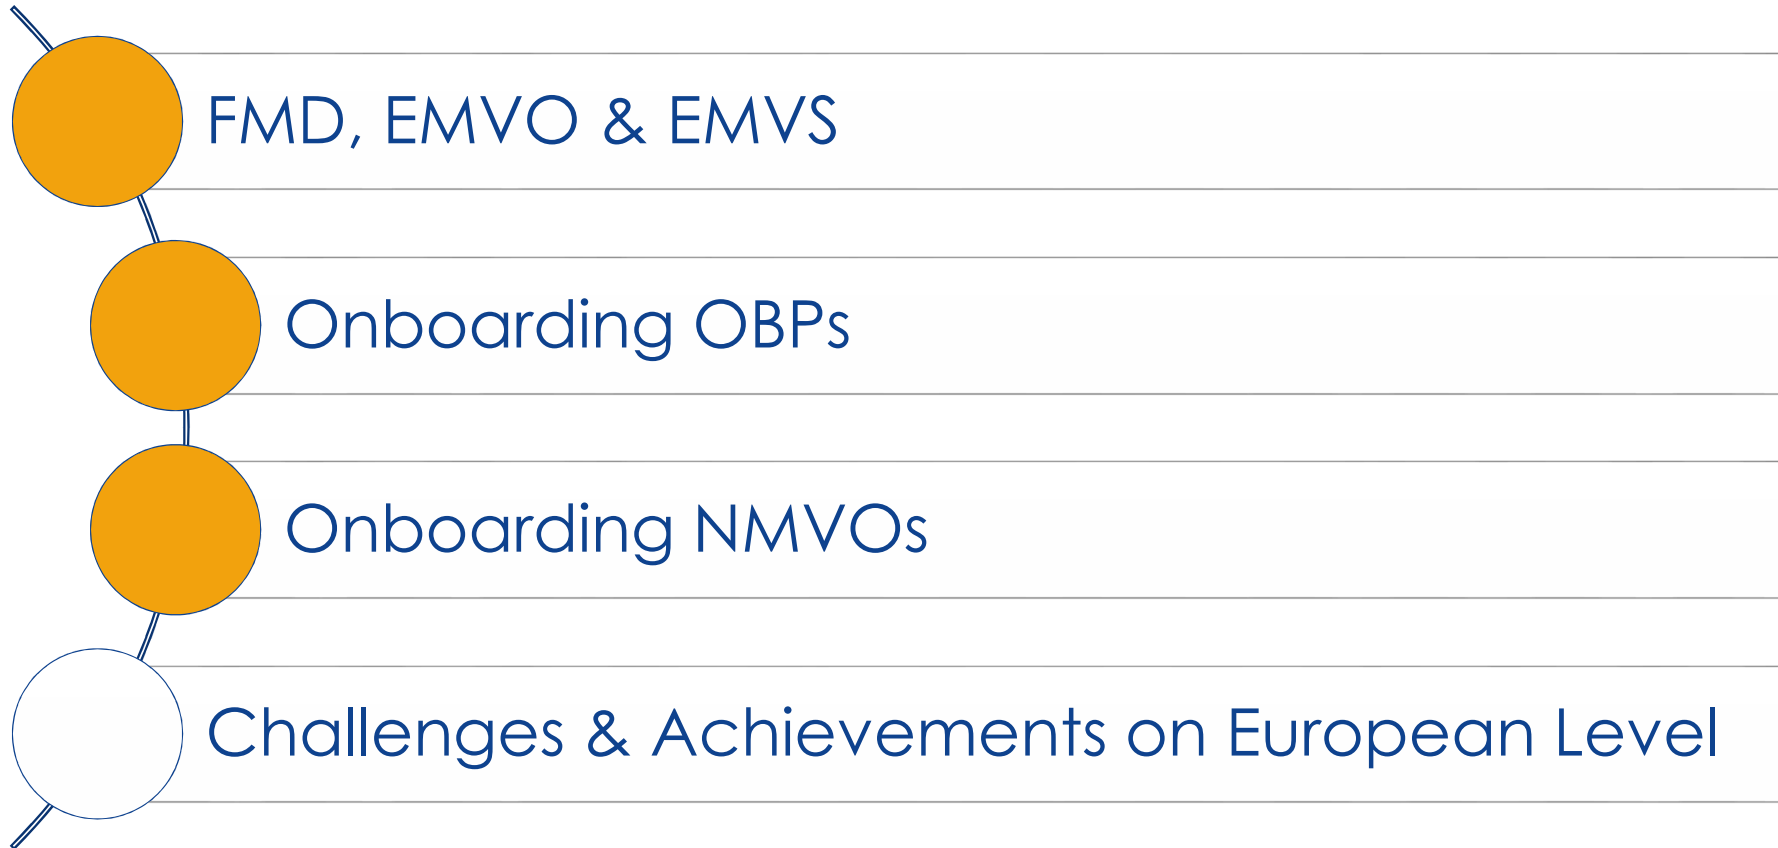 FMD, EMVO & EMVS
Onboarding OBPs
Onboarding NMVOs
Challenges & Achievements on European Level